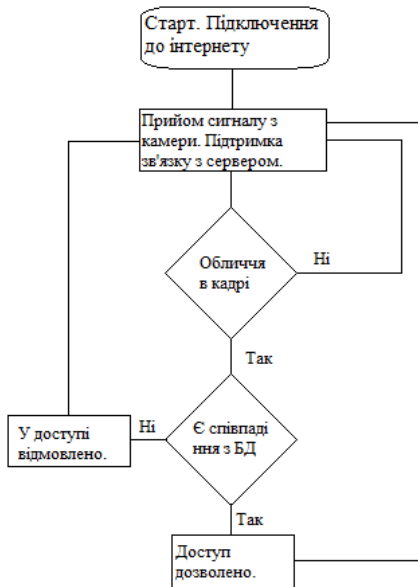 Старт. Підключення
до інтернету
Прийом сигналу з
камери. Підтримка
зв'язку з сервером.
Обличчя
в кадрі
Ні
Так
Є співпаді
ння з БД
Ні
У доступі
відмовлено.
Так
Доступ
дозволено.